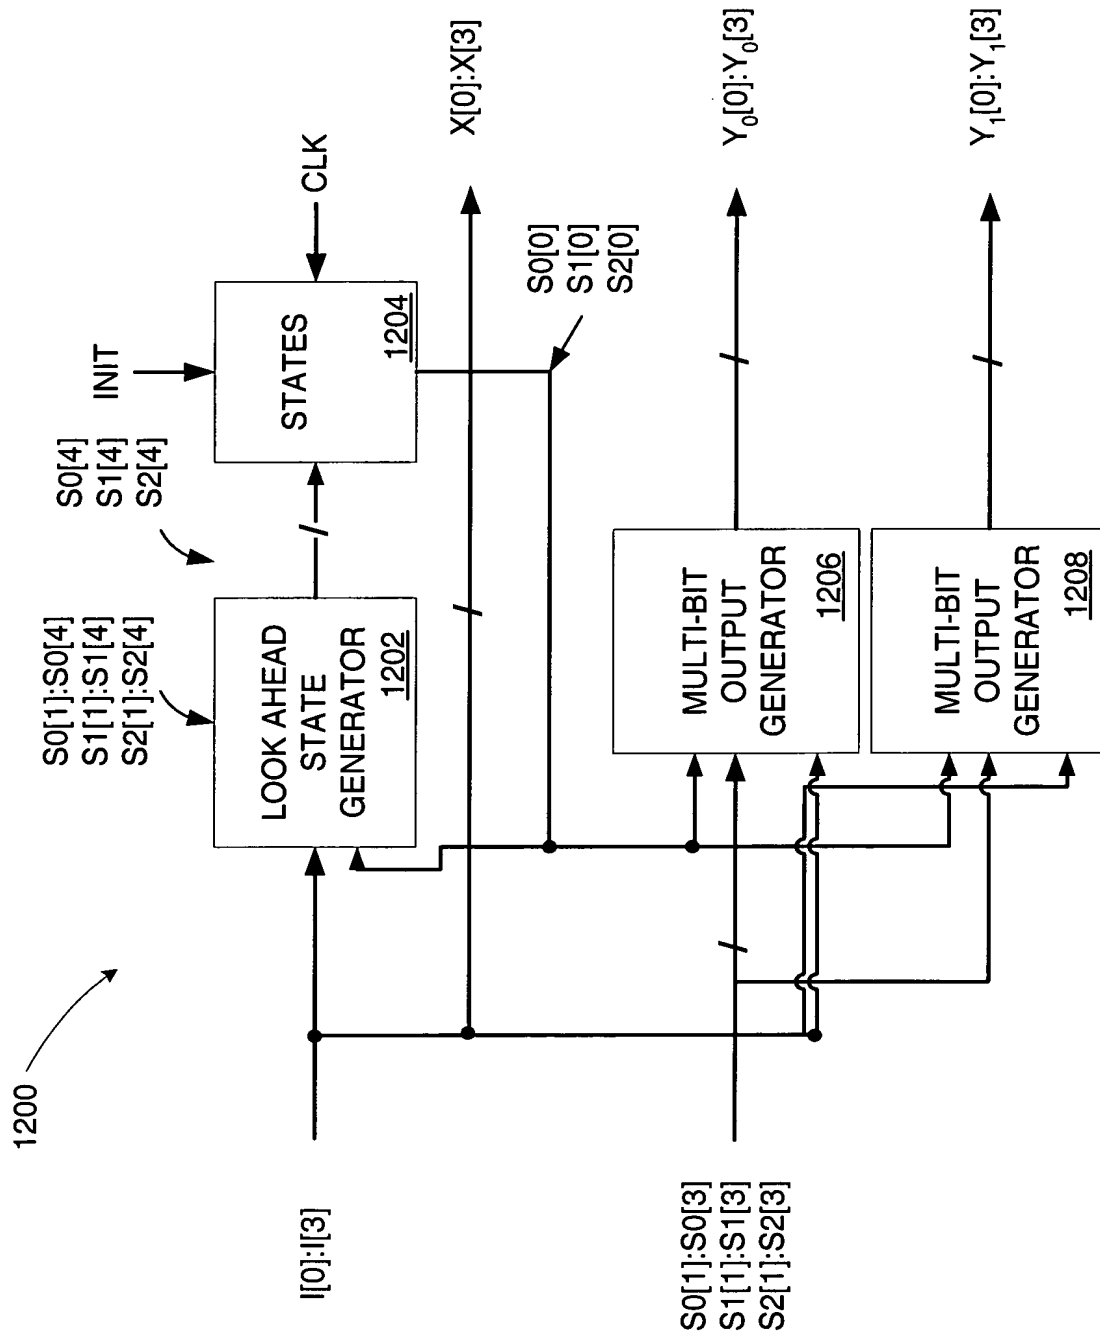 1200
I[0]:I[3]
S0[1]:S0[4]
S1[1]:S1[4]
S2[1]:S2[4]
LOOK AHEAD
STATE
GENERATOR
1202
S0[4]
S1[4]
S2[4]
INIT
STATES
1204
CLK
X[0]:X[3]
S0[0]
S1[0]
S2[0]
S0[1]:S0[3]
S1[1]:S1[3]
S2[1]:S2[3]
MULTI-BIT
OUTPUT
GENERATOR
1206
Y₀[0]:Y₀[3]
MULTI-BIT
OUTPUT
GENERATOR
1208
Y₁[0]:Y₁[3]